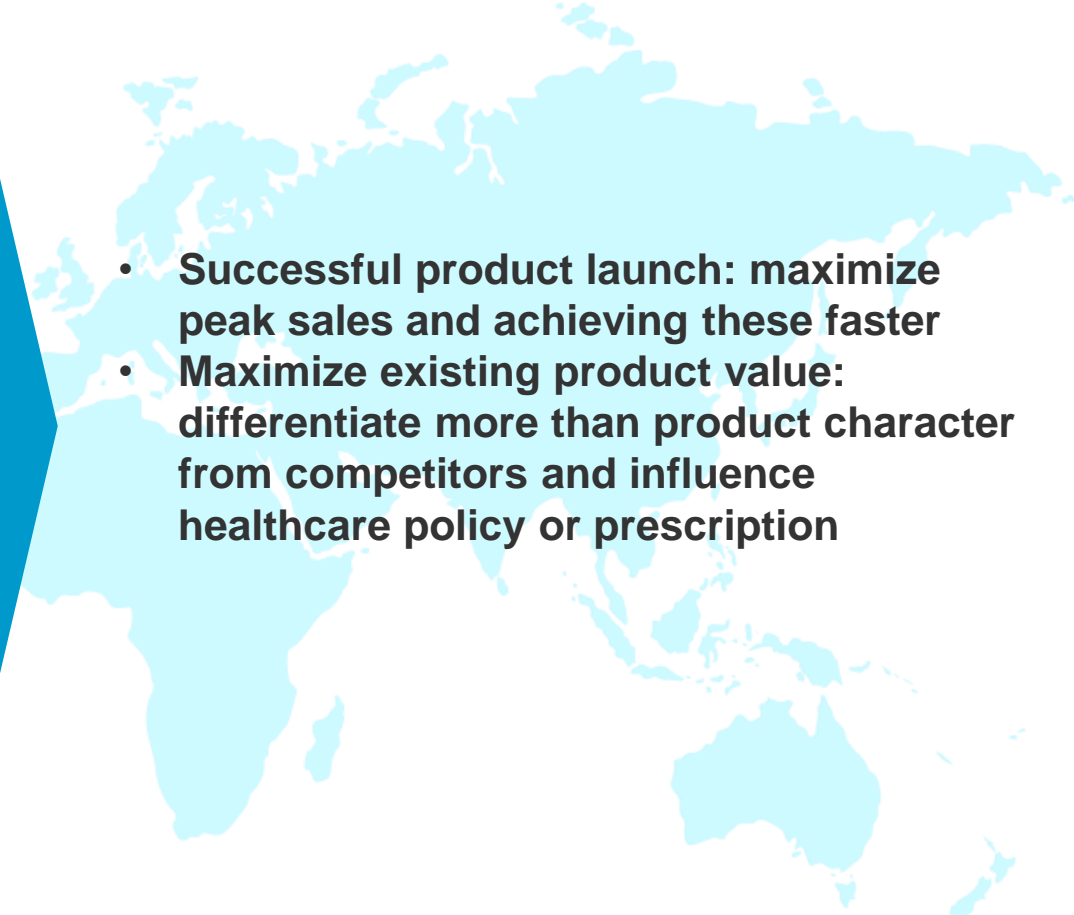 • Successful product launch: maximize
peak sales and achieving these faster
• Maximize existing product value:
differentiate more than product character
from competitors and influence
healthcare policy or prescription